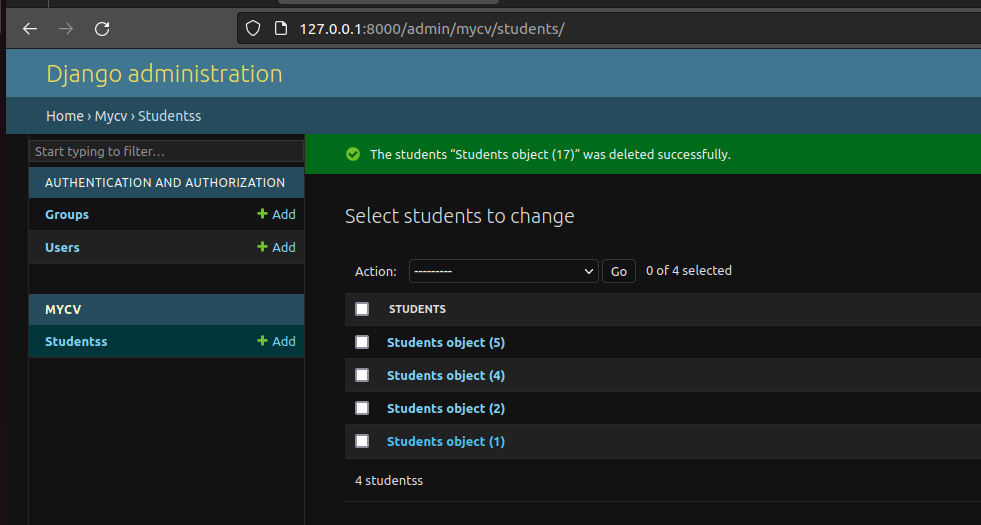 127.0.0.1:8000/admin/mycv/students/
Django administration
Home › Mycv › Studentss
Start typing to filter…
AUTHENTICATION AND AUTHORIZATION
Groups + Add
Users + Add
MYCV
Studentss + Add
The students “Students object (17)” was deleted successfully.
Select students to change
Action: --------- Go 0 of 4 selected
STUDENTS
Students object (5)
Students object (4)
Students object (2)
Students object (1)
4 studentss